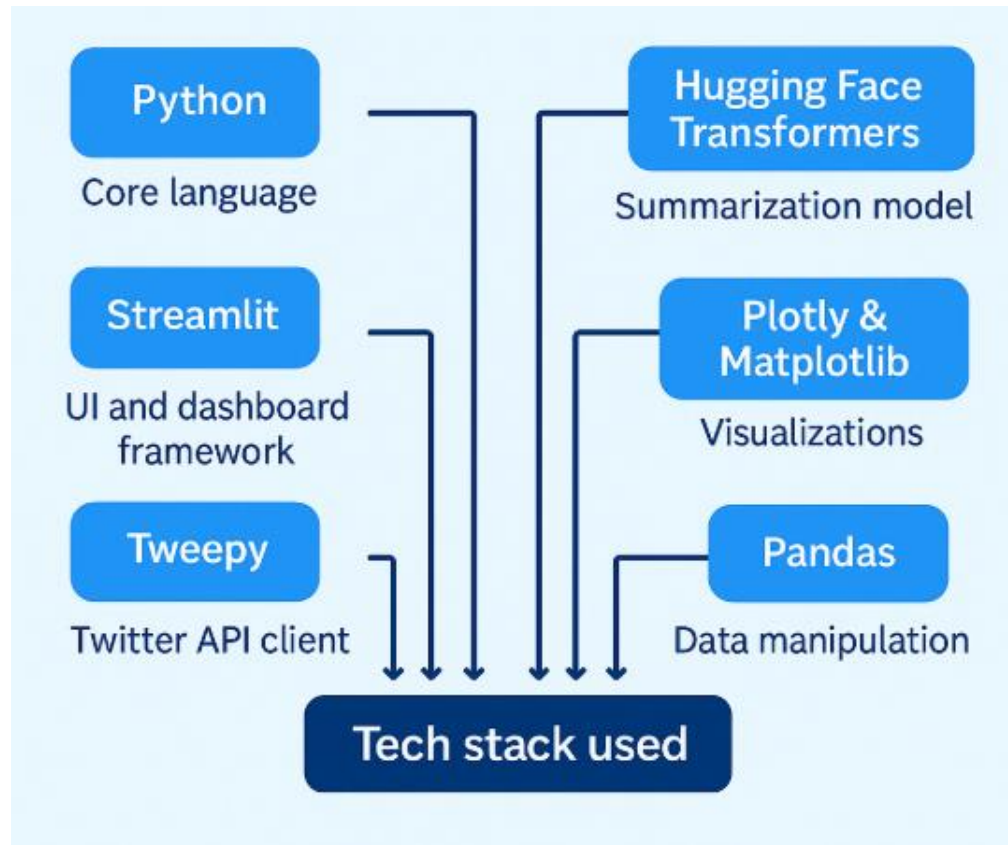 Python
Core language
Streamlit
UI and dashboard
framework
Tweepy
Twitter API client
Hugging Face
Transformers
Summarization model
Plotly &
Matplotlib
Visualizations
Pandas
Data manipulation
Tech stack used